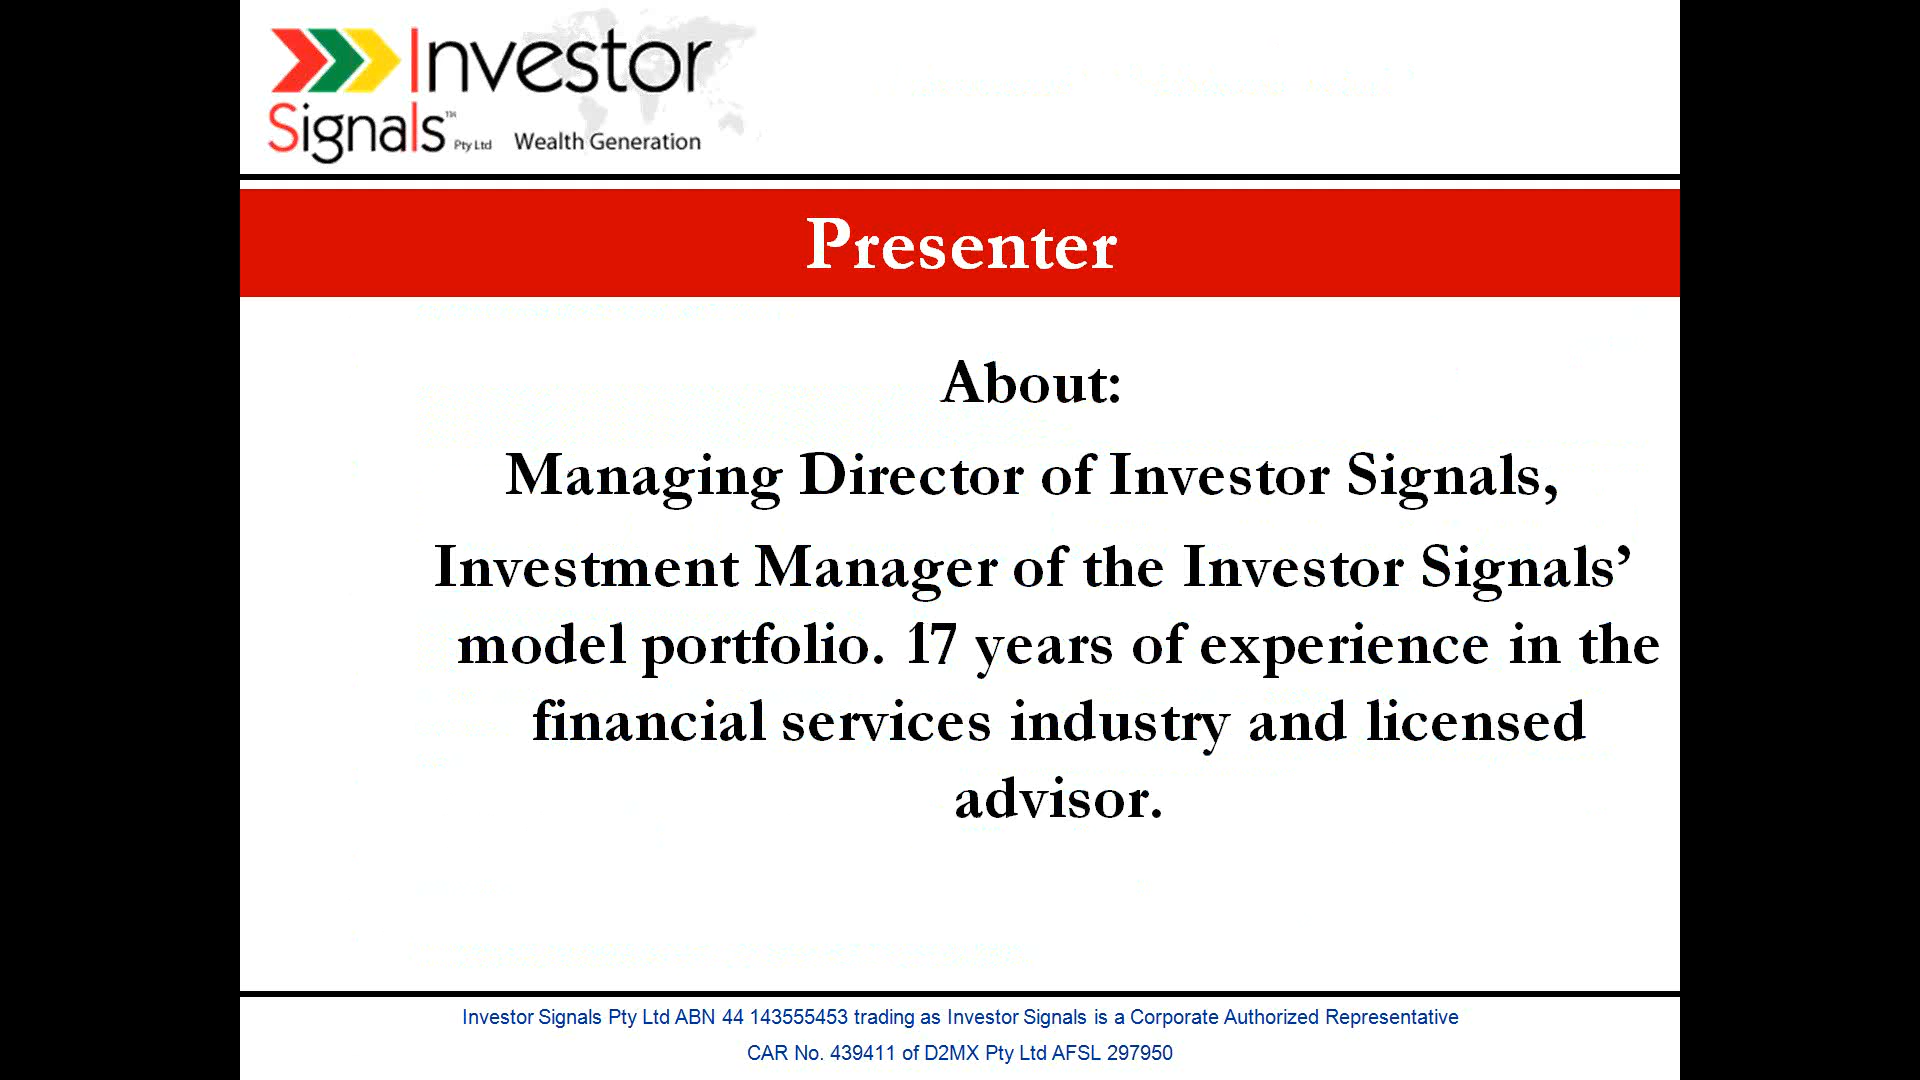 Investor
Signals™ Pty Ltd Wealth Generation
Presenter
About:
Managing Director of Investor Signals,
Investment Manager of the Investor Signals’
model portfolio. 17 years of experience in the
financial services industry and licensed
advisor.
Investor Signals Pty Ltd ABN 44 143555453 trading as Investor Signals is a Corporate Authorized Representative
CAR No. 439411 of D2MX Pty Ltd AFSL 297950